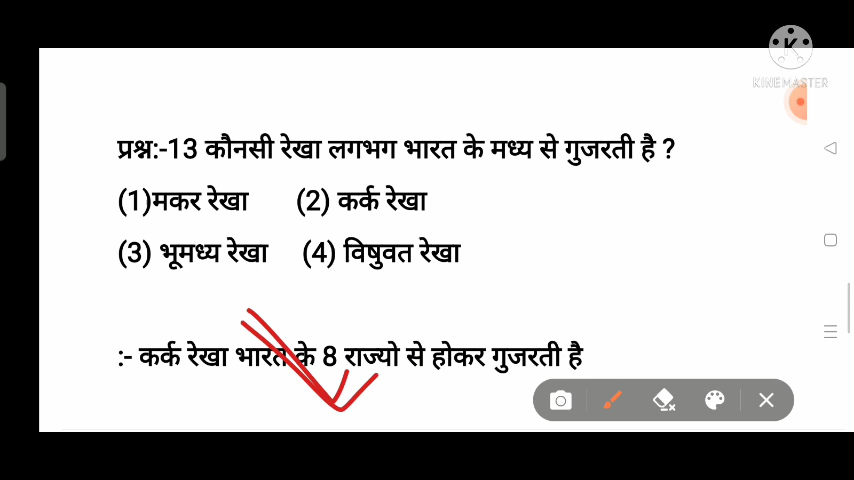 KINEMASTER
प्रश्न:-13 कौनसी रेखा लगभग भारत के मध्य से गुजरती है ?
(1)मकर रेखा (2) कर्क रेखा
(3) भूमध्य रेखा (4) विषुवत रेखा
:- कर्क रेखा भारत के 8 राज्यो से होकर गुजरती है